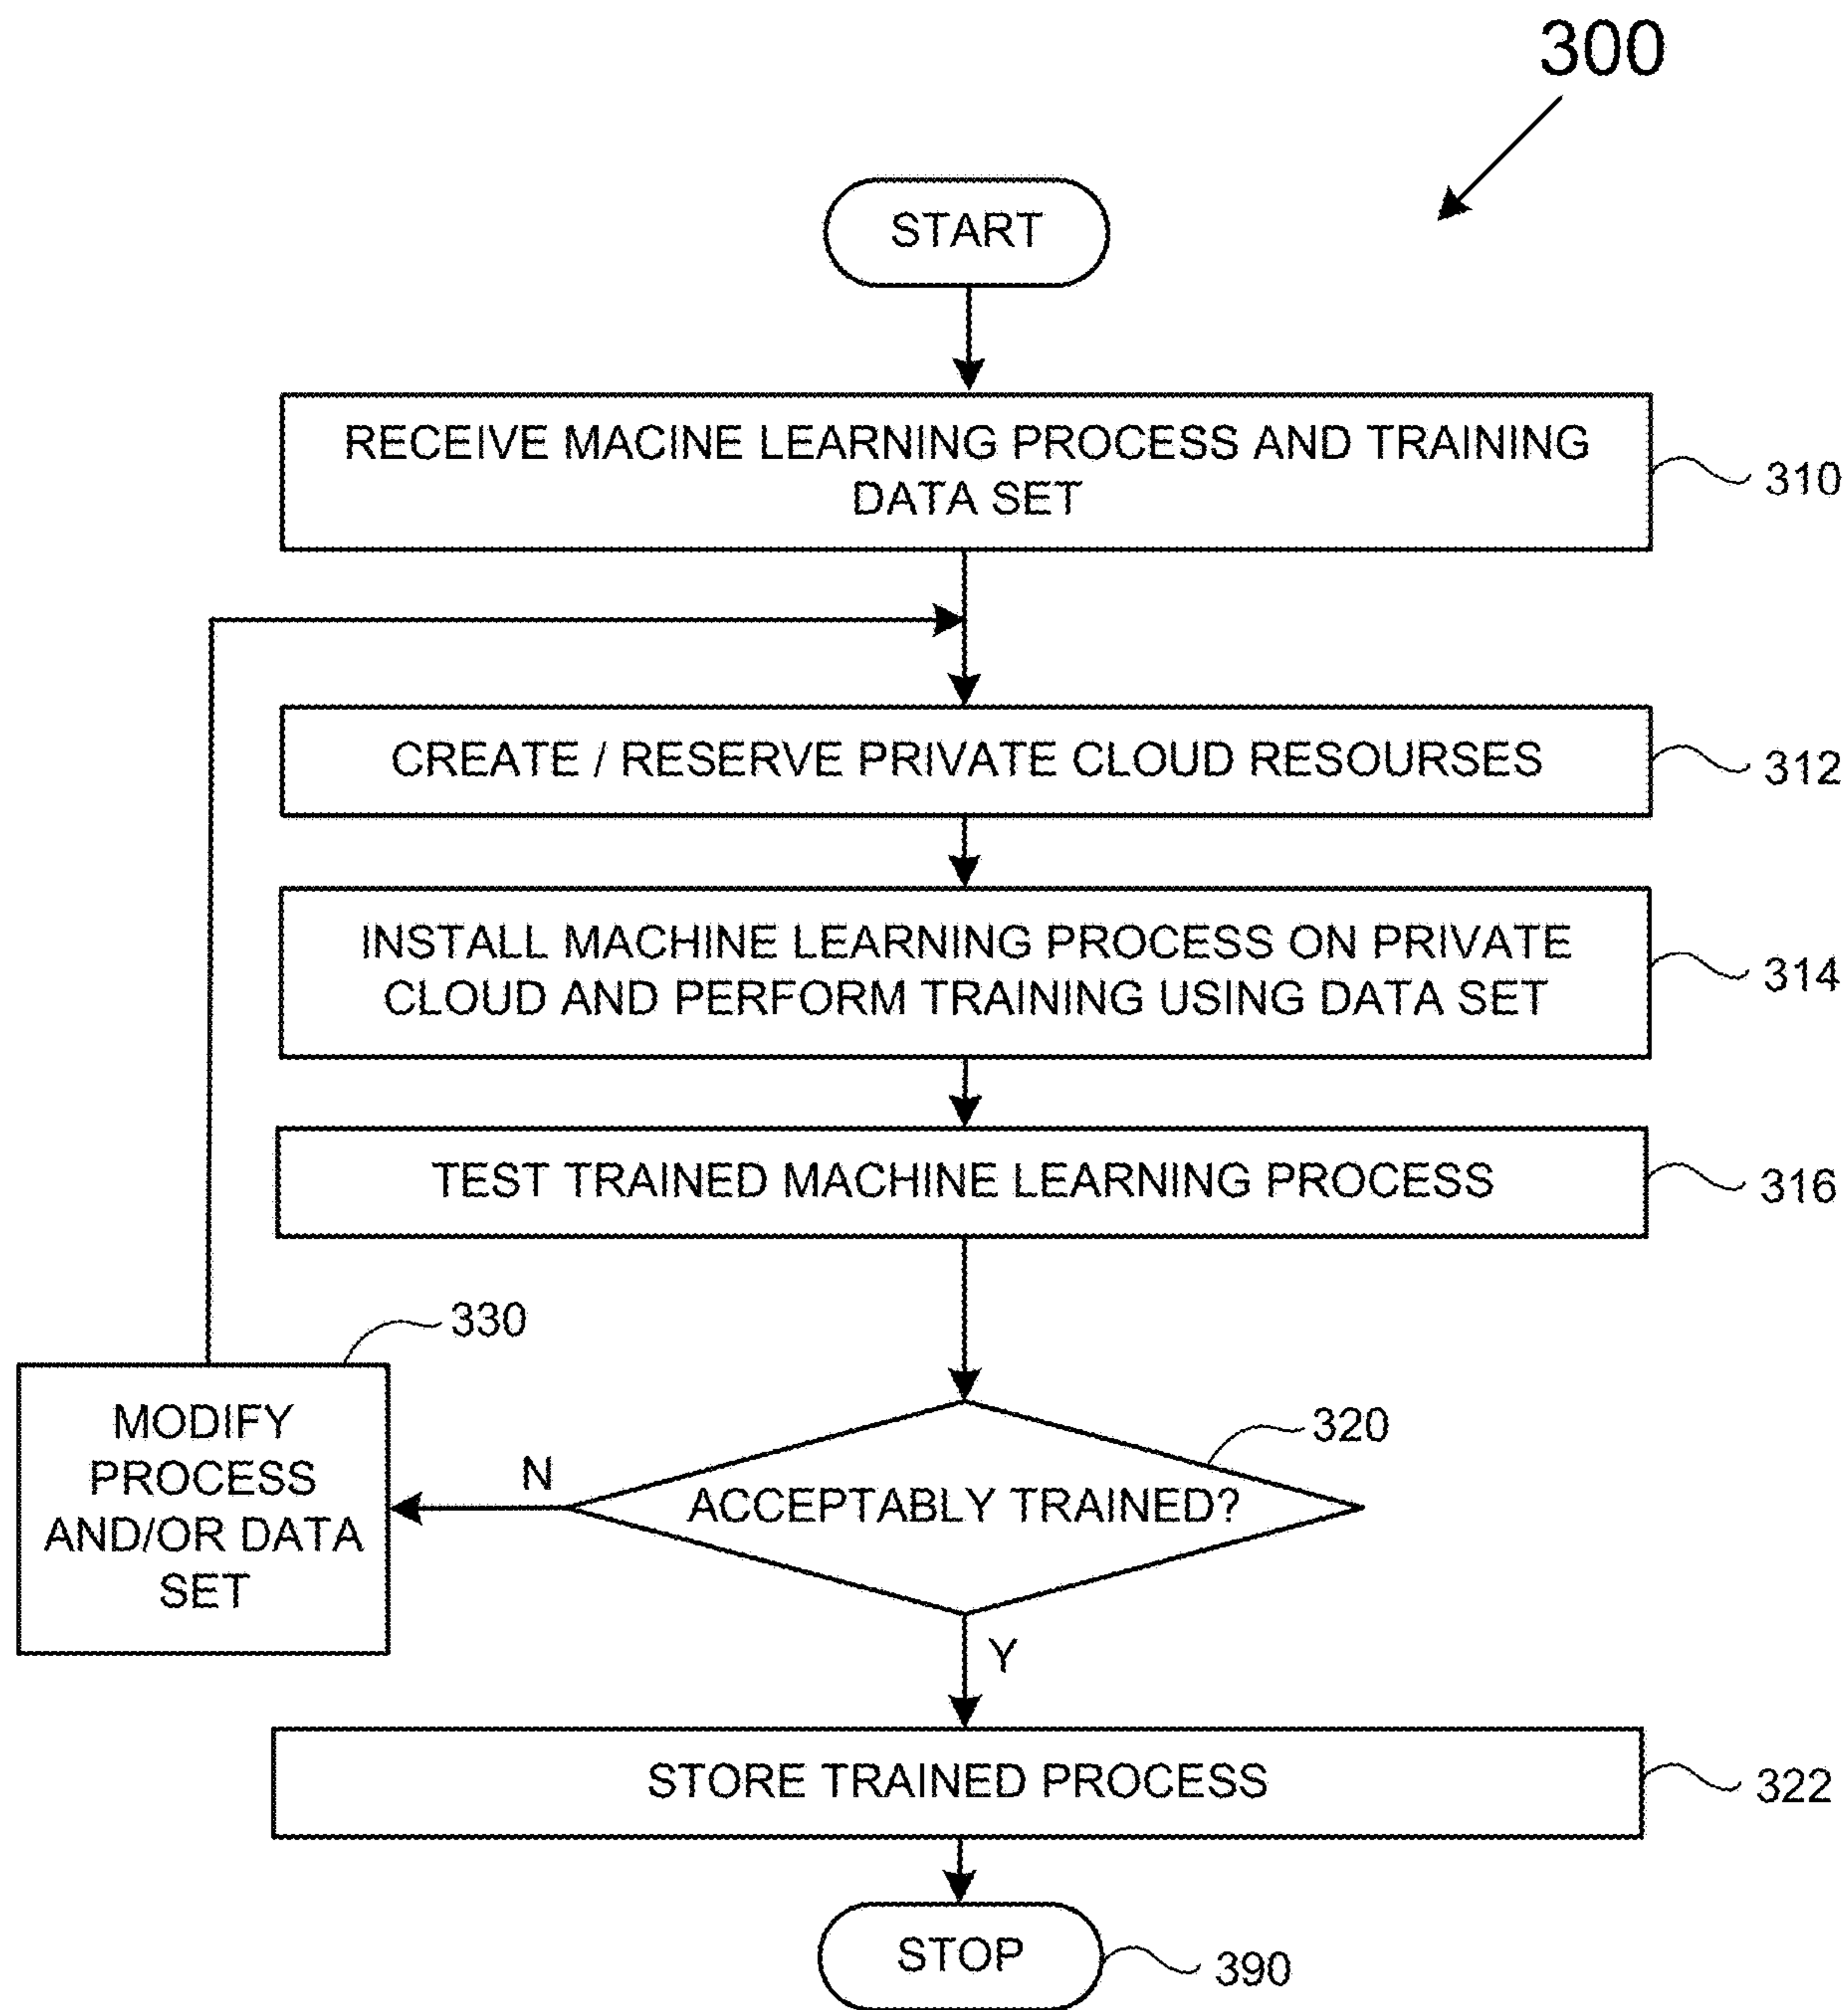 300
START
RECEIVE MACINE LEARNING PROCESS AND TRAINING
DATA SET
310
CREATE / RESERVE PRIVATE CLOUD RESOURSES
312
INSTALL MACHINE LEARNING PROCESS ON PRIVATE
CLOUD AND PERFORM TRAINING USING DATA SET
314
TEST TRAINED MACHINE LEARNING PROCESS
316
330
MODIFY
PROCESS
AND/OR DATA
SET
N
320
ACCEPTABLY TRAINED?
Y
STORE TRAINED PROCESS
322
STOP
390